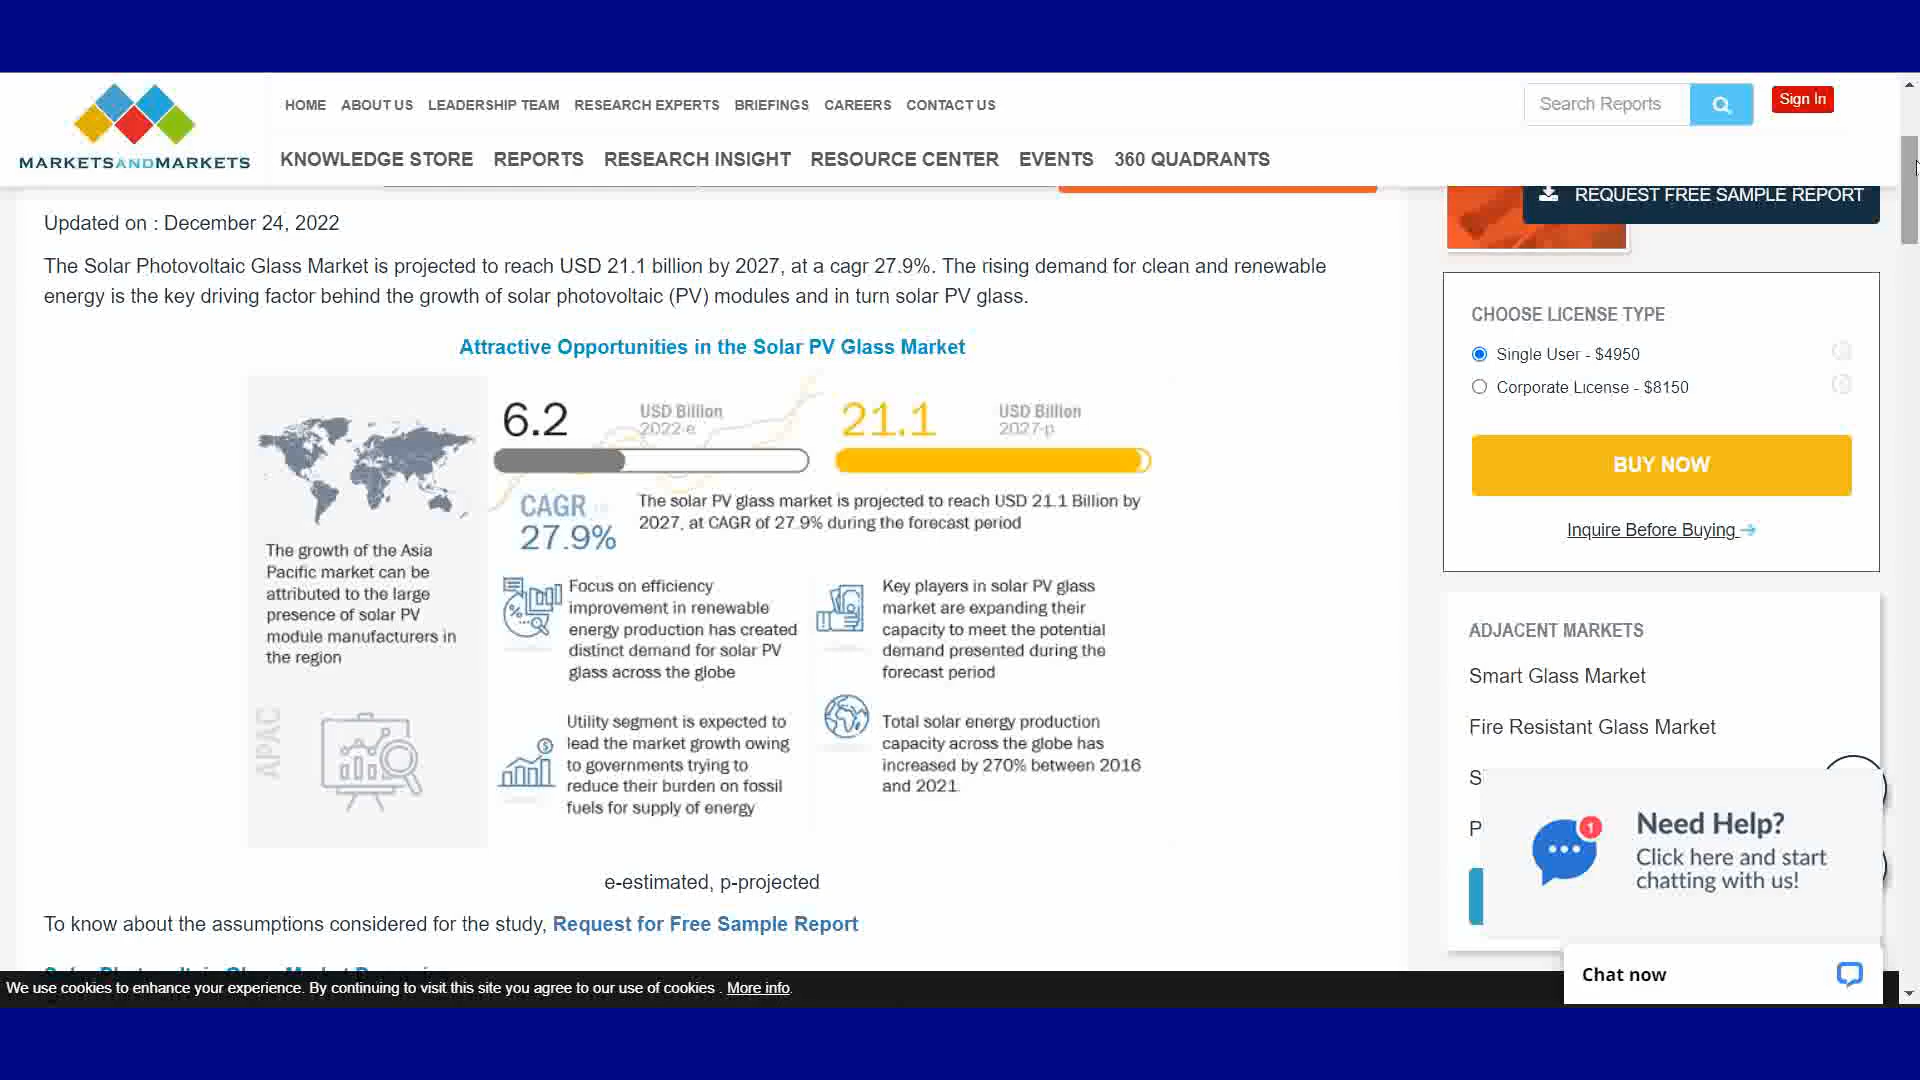 MARKETSANDMARKETS
HOME ABOUT US LEADERSHIP TEAM RESEARCH EXPERTS BRIEFINGS CAREERS CONTACT US
Search Reports
Sign In
KNOWLEDGE STORE REPORTS RESEARCH INSIGHT RESOURCE CENTER EVENTS 360 QUADRANTS
REQUEST FREE SAMPLE REPORT
Updated on : December 24, 2022
The Solar Photovoltaic Glass Market is projected to reach USD 21.1 billion by 2027, at a cagr 27.9%. The rising demand for clean and renewable
energy is the key driving factor behind the growth of solar photovoltaic (PV) modules and in turn solar PV glass.
Attractive Opportunities in the Solar PV Glass Market
The growth of the Asia
Pacific market can be
attributed to the large
presence of solar PV
module manufacturers in
the region
APAC
6.2 USD Billion
2022-e
21.1 USD Billion
2027-p
CAGR
27.9%
The solar PV glass market is projected to reach USD 21.1 Billion by
2027, at CAGR of 27.9% during the forecast period
Focus on efficiency
improvement in renewable
energy production has created
distinct demand for solar PV
glass across the globe
Key players in solar PV glass
market are expanding their
capacity to meet the potential
demand presented during the
forecast period
Utility segment is expected to
lead the market growth owing
to governments trying to
reduce their burden on fossil
fuels for supply of energy
Total solar energy production
capacity across the globe has
increased by 270% between 2016
and 2021.
e-estimated, p-projected
To know about the assumptions considered for the study, Request for Free Sample Report
CHOOSE LICENSE TYPE
Single User - $4950
Corporate License - $8150
BUY NOW
Inquire Before Buying
ADJACENT MARKETS
Smart Glass Market
Fire Resistant Glass Market
S
P
1
Need Help?
Click here and start
chatting with us!
Chat now
We use cookies to enhance your experience. By continuing to visit this site you agree to our use of cookies . More info.